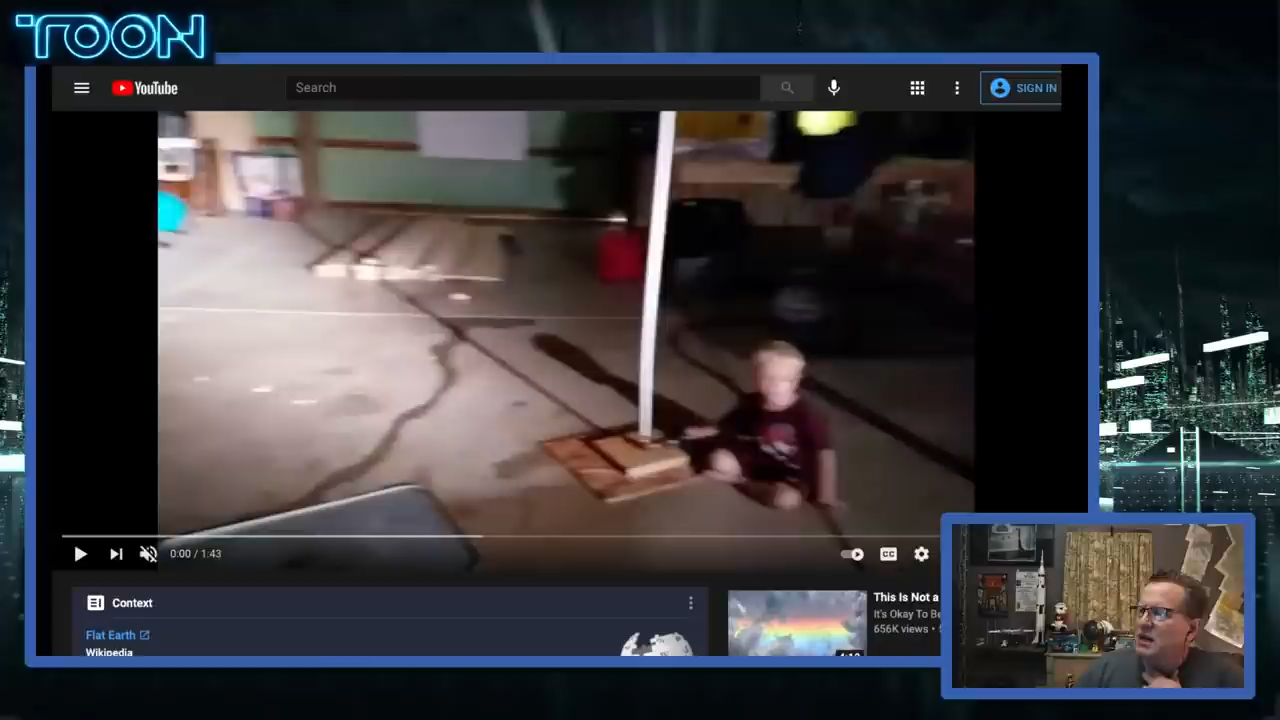 TOON
YouTube
Search
SIGN IN
0:00 / 1:43
CC
Context
Flat Earth
Wikipedia
This Is Not a
It's Okay To Be
656K views •